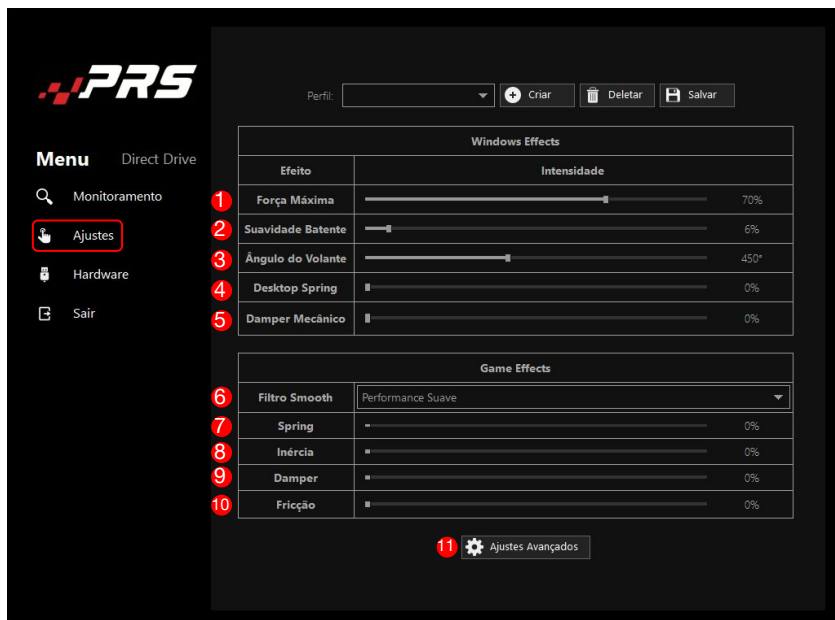 PRS
Perfil:
Criar
Deletar
Salvar
Menu Direct Drive
Monitoramento
Ajustes
Hardware
Sair
Windows Effects
Efeito Intensidade
1 Força Máxima 70%
2 Suavidade Batente 6%
3 Ângulo do Volante 450°
4 Desktop Spring 0%
5 Damper Mecânico 0%
Game Effects
6 Filtro Smooth Performance Suave
7 Spring 0%
8 Inércia 0%
9 Damper 0%
10 Fricção 0%
11 Ajustes Avançados